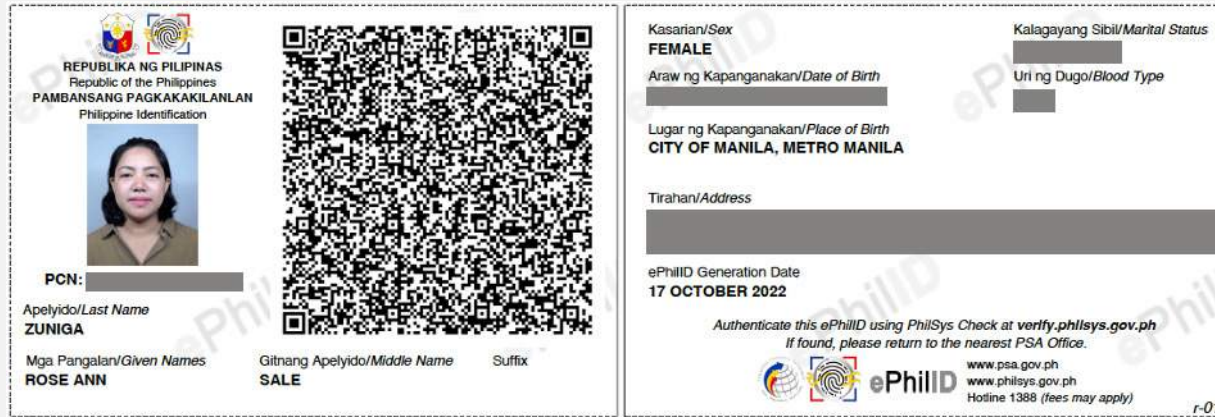 REPUBLIKA NG PILIPINAS
Republic of the Philippines
PAMBANSANG PAGKAKAKILANLAN
Philippine Identification
PCN:
Apelyido/Last Name
ZUNIGA
Mga Pangalan/Given Names
ROSE ANN
Gitnang Apelyido/Middle Name
SALE
Suffix
Kasarian/Sex
FEMALE
Kalagayang Sibil/Marital Status
Araw ng Kapanganakan/Date of Birth
Uri ng Dugo/Blood Type
Lugar ng Kapanganakan/Place of Birth
CITY OF MANILA, METRO MANILA
Tirahan/Address
ePhilID Generation Date
17 OCTOBER 2022
Authenticate this ePhilID using PhilSys Check at verify.philsys.gov.ph
If found, please return to the nearest PSA Office.
ePhilID
www.psa.gov.ph
www.philsys.gov.ph
Hotline 1388 (fees may apply)
ePhilID